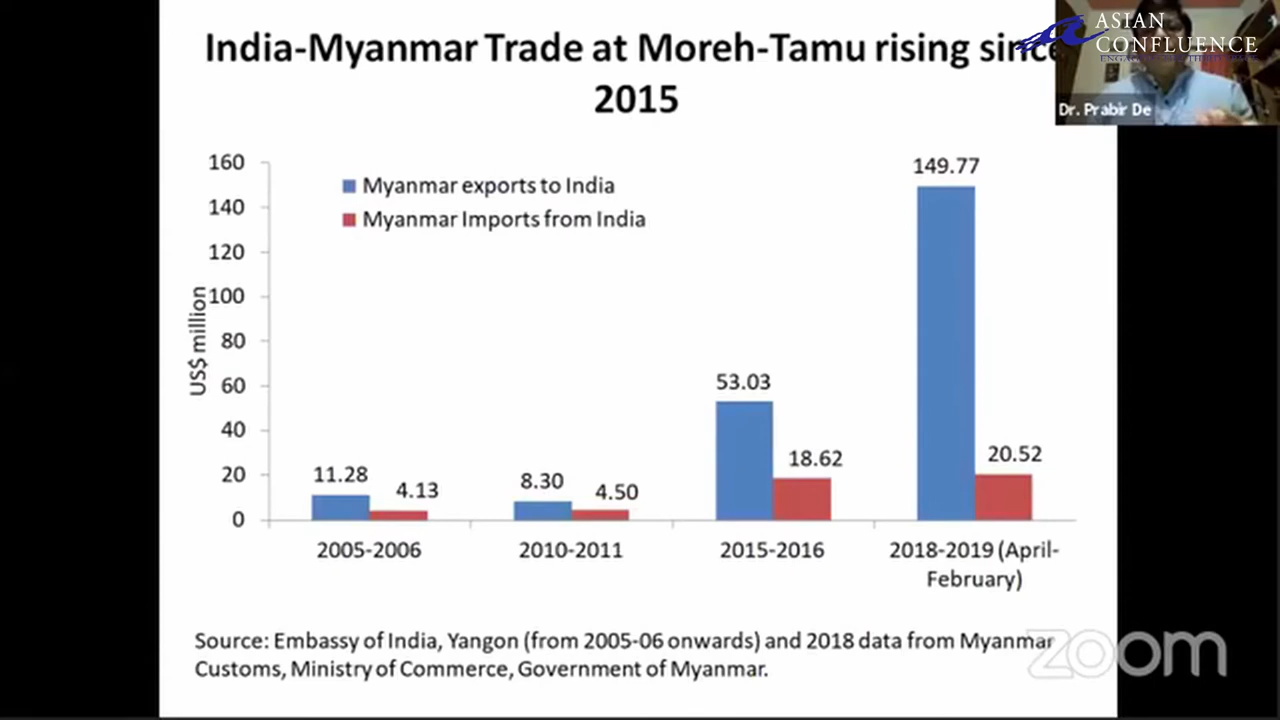 India-Myanmar Trade at Moreh-Tamu rising since
2015
ASIAN
CONFLUENCE
Dr. Prabir De
160
140
120
100
80
60
40
20
0
US$ million
Myanmar exports to India
Myanmar Imports from India
11.28
4.13
8.30
4.50
53.03
18.62
149.77
20.52
2005-2006
2010-2011
2015-2016
2018-2019 (April-
February)
Source: Embassy of India, Yangon (from 2005-06 onwards) and 2018 data from Myanmar
Customs, Ministry of Commerce, Government of Myanmar.
zoom